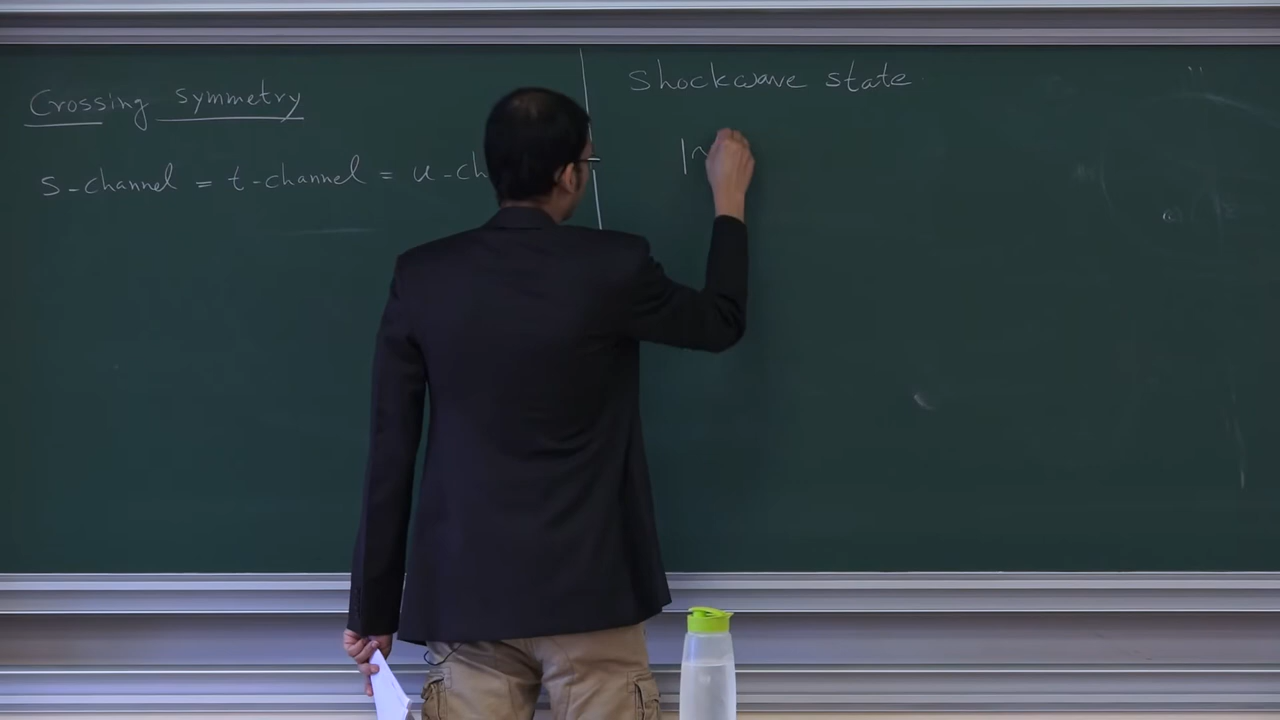 Crossing symmetry
s-channel = t-channel = u-ch
Shockwave state